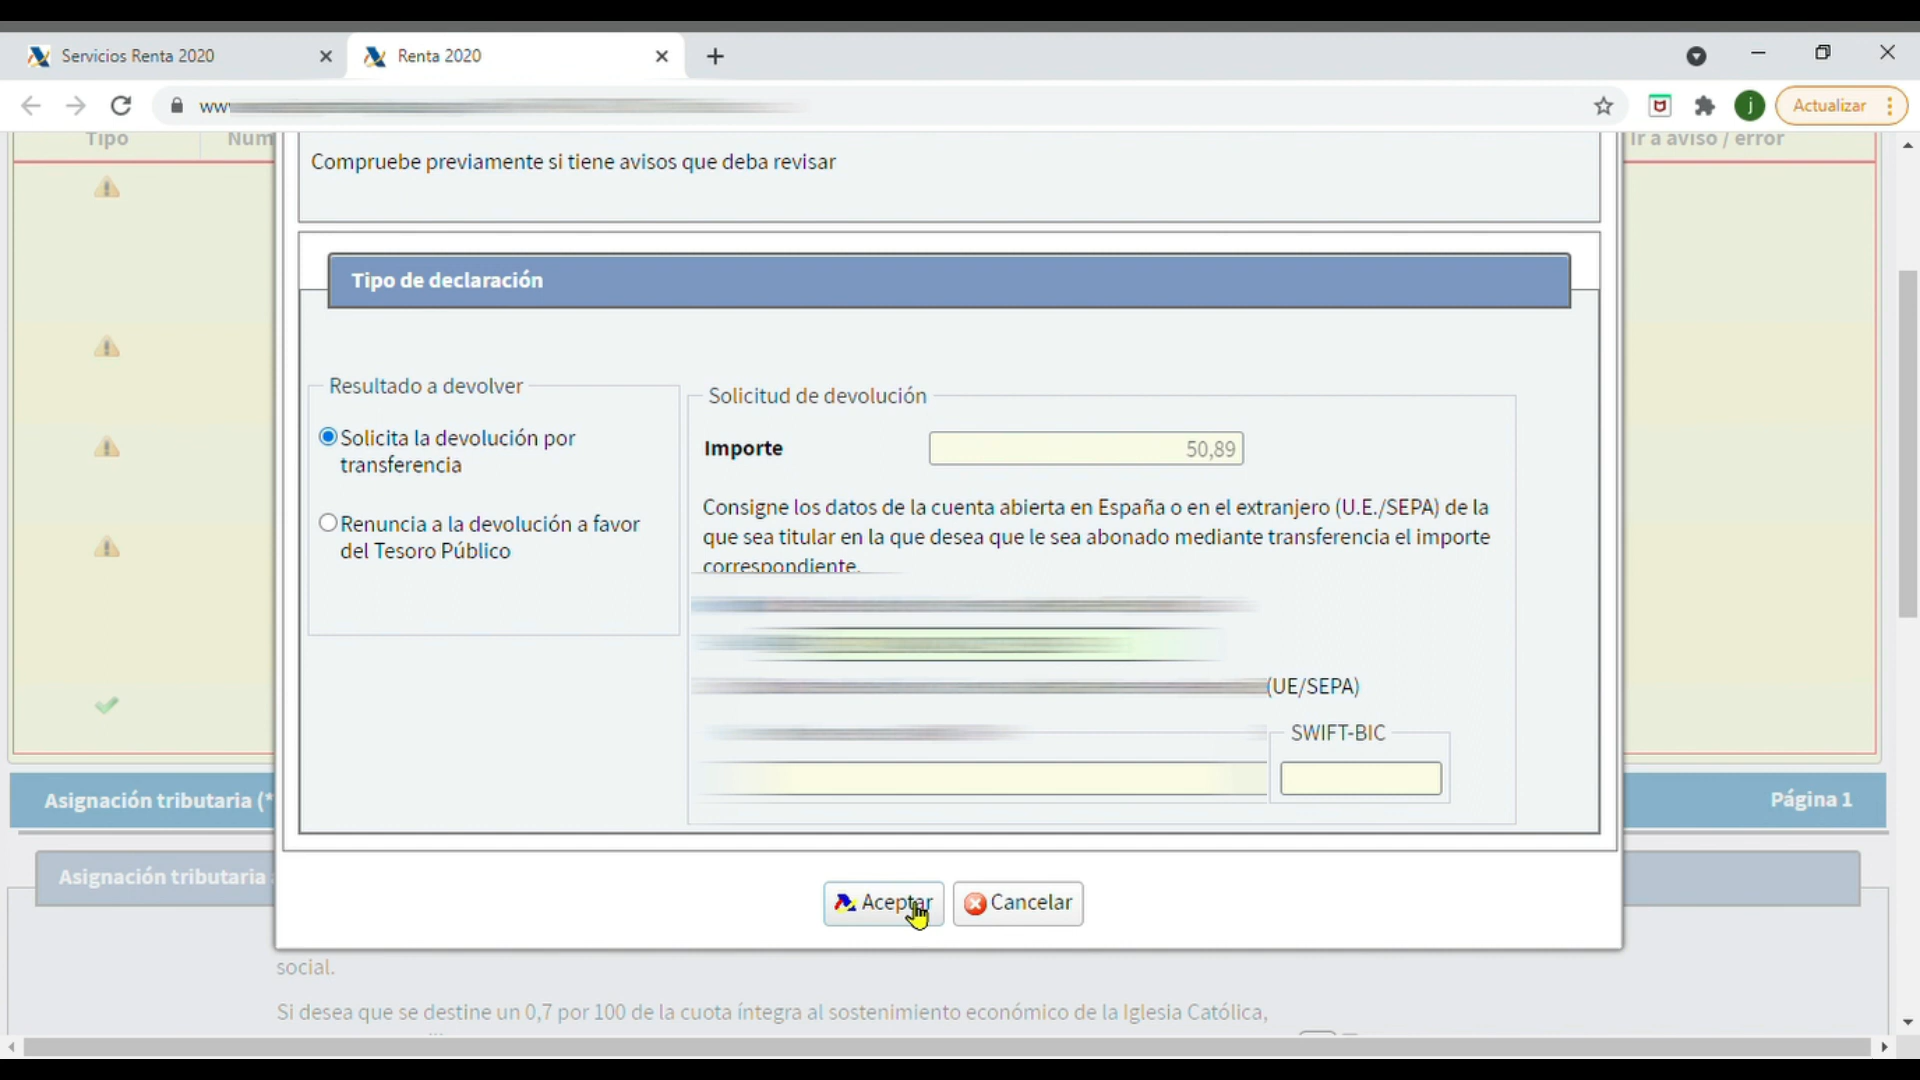 Servicios Renta 2020
Renta 2020
www
j
Actualizar
Tipo
Num
Ir a aviso / error
Compruebe previamente si tiene avisos que deba revisar
Tipo de declaración
Resultado a devolver
Solicita la devolución por
transferencia
Renuncia a la devolución a favor
del Tesoro Público
Solicitud de devolución
Importe
50,89
Consigne los datos de la cuenta abierta en España o en el extranjero (U.E./SEPA) de la
que sea titular en la que desea que le sea abonado mediante transferencia el importe
correspondiente.
(UE/SEPA)
SWIFT-BIC
Asignación tributaria (*
Página 1
Asignación tributaria
Aceptar
Cancelar
social.
Si desea que se destine un 0,7 por 100 de la cuota íntegra al sostenimiento económico de la Iglesia Católica,